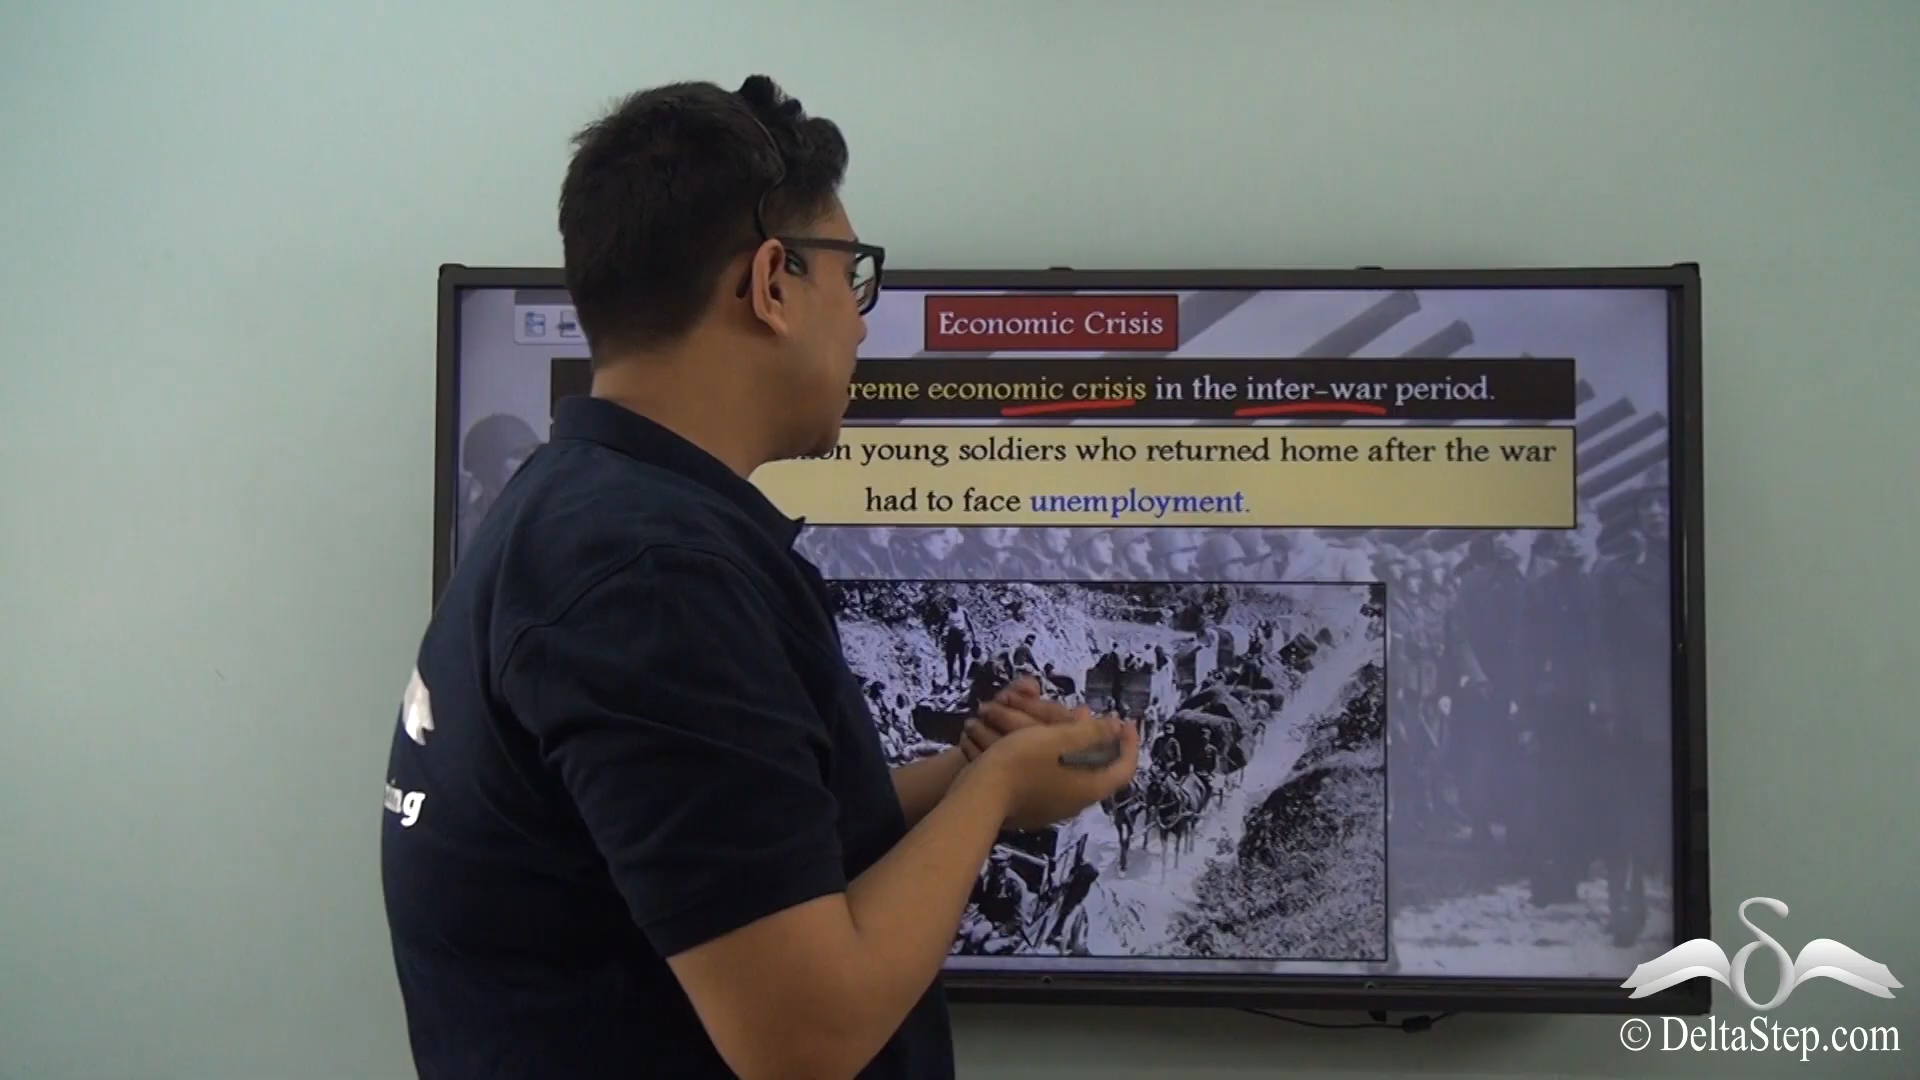 Economic Crisis
economic crisis in the inter-war period.
young soldiers who returned home after the war
had to face unemployment.
© DeltaStep.com